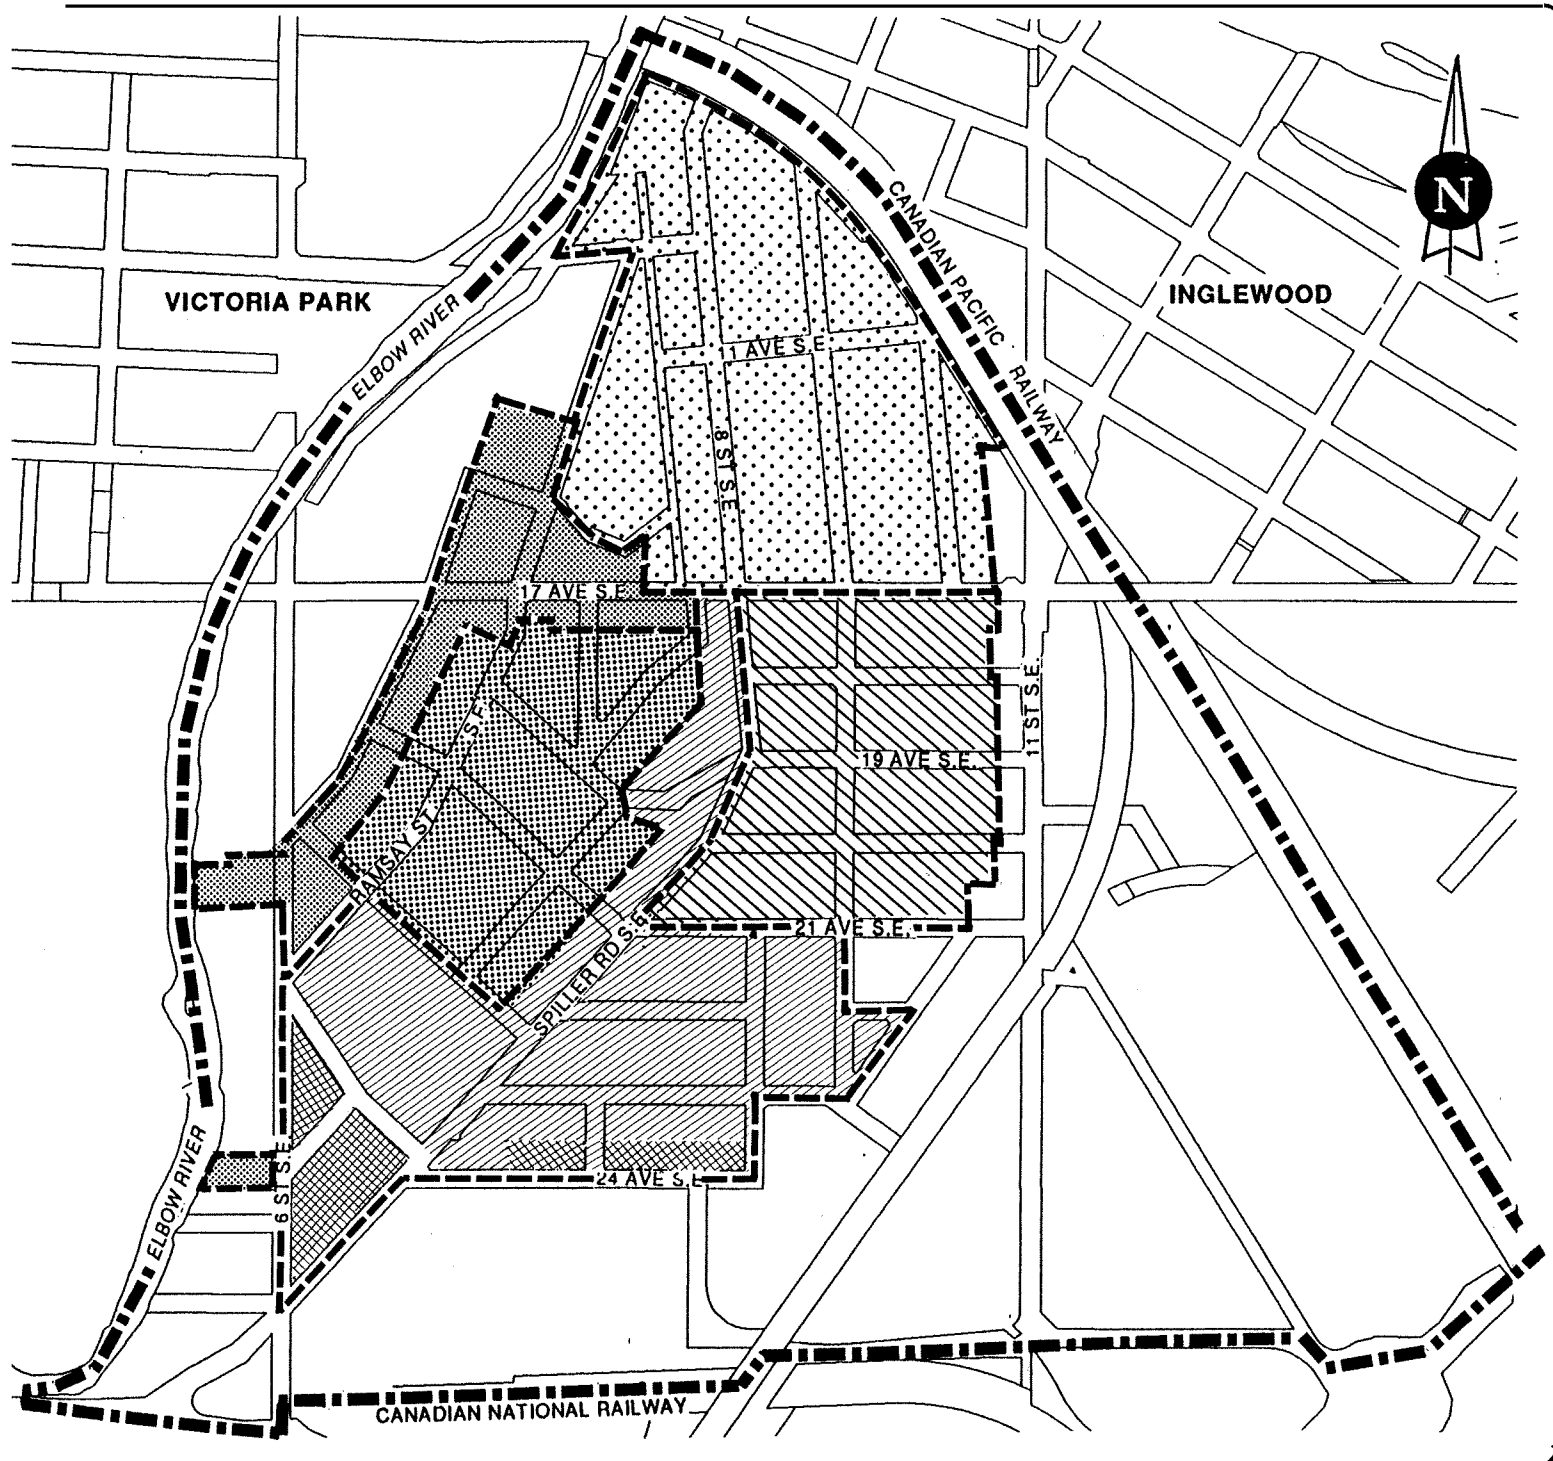 N
VICTORIA PARK
INGLEWOOD
ELBOW RIVER
CANADIAN PACIFIC RAILWAY
1 AVE S.E.
8 ST S.E.
17 AVE S.E.
11 ST S.E.
RAMSAY ST. S.E.
19 AVE S.E.
21 AVE S.E.
SPILLER RD S.E.
24 AVE S.E.
6 ST S.E.
ELBOW RIVER
CANADIAN NATIONAL RAILWAY